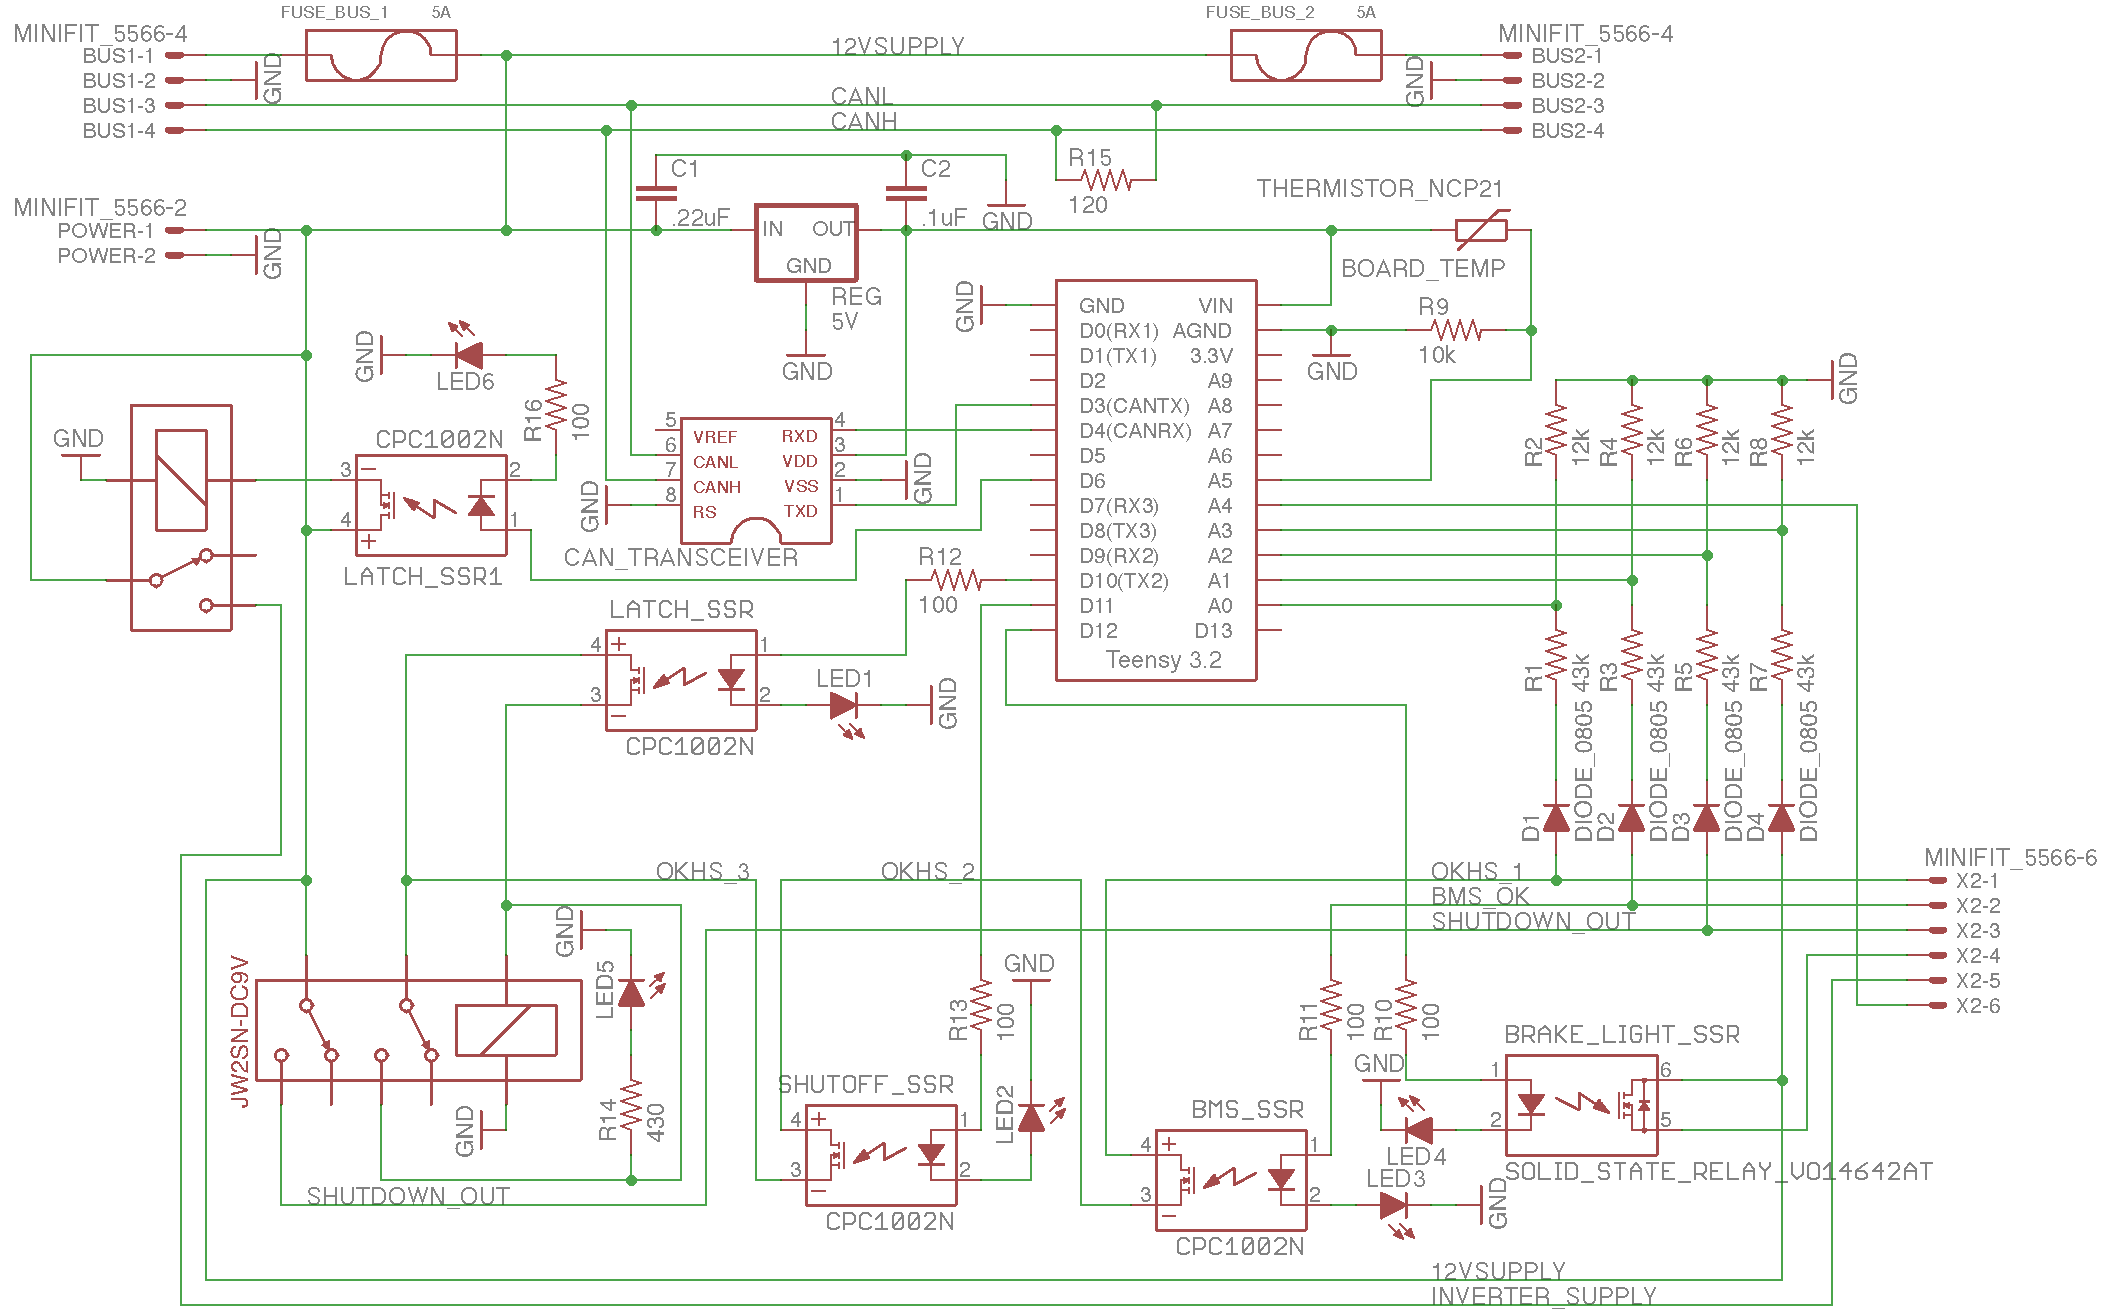 FUSE_BUS_1 5A
FUSE_BUS_2 5A
MINIFIT_5566-4
BUS1-1
BUS1-2
BUS1-3
BUS1-4
GND
12VSUPPLY
CANL
CANH
MINIFIT_5566-4
BUS2-1
BUS2-2
BUS2-3
BUS2-4
GND
MINIFIT_5566-2
POWER-1
POWER-2
GND
C1
.22uF
C2
.1uF
GND
R15
120
IN OUT
GND
REG
5V
GND
THERMISTOR_NCP21
BOARD_TEMP
R9
10k
GND
GND
GND VIN
D0(RX1) AGND
D1(TX1) 3.3V
D2 A9
D3(CANTX) A8
D4(CANRX) A7
D5 A6
D6 A5
D7(RX3) A4
D8(TX3) A3
D9(RX2) A2
D10(TX2) A1
D11 A0
D12 D13
Teensy 3.2
GND
LED6
R16
100
GND
CPC1002N
3 2
4 1
LATCH_SSR1
5 VREF RXD 4
6 CANL VDD 3
7 CANH VSS 2
8 RS TXD 1
GND
GND
CAN_TRANSCEIVER
R12
100
LATCH_SSR
4 1
3 2
CPC1002N
LED1
GND
GND
R2 12k
R4 12k
R6 12k
R8 12k
R1 43k
R3 43k
R5 43k
R7 43k
D1 DIODE_0805
D2 DIODE_0805
D3 DIODE_0805
D4 DIODE_0805
OKHS_3
OKHS_2
OKHS_1
BMS_OK
SHUTDOWN_OUT
MINIFIT_5566-6
X2-1
X2-2
X2-3
X2-4
X2-5
X2-6
JW2SN-DC9V
GND
GND
LED5
R14
430
SHUTDOWN_OUT
SHUTOFF_SSR
4 1
3 2
CPC1002N
R13
100
GND
LED2
BMS_SSR
4 1
3 2
CPC1002N
R11
100
R10
100
GND
LED4
LED3
GND
BRAKE_LIGHT_SSR
1 6
2 5
SOLID_STATE_RELAY_VO14642AT
12VSUPPLY
INVERTER_SUPPLY